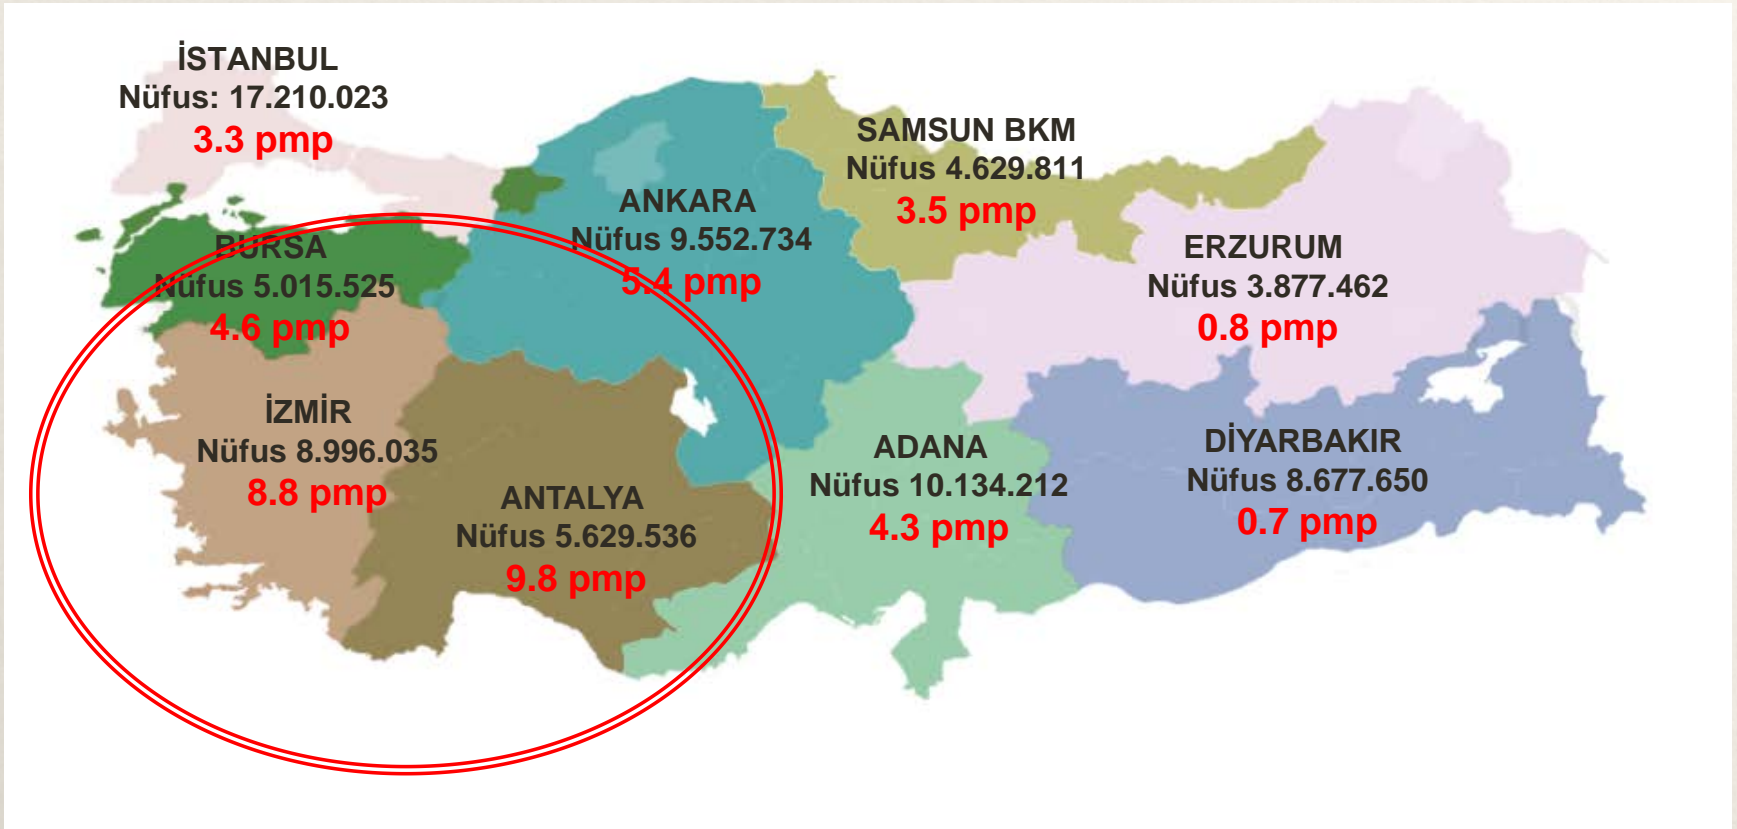 İSTANBUL
Nüfus: 17.210.023
3.3 pmp
SAMSUN BKM
Nüfus 4.629.811
3.5 pmp
ANKARA
Nüfus 9.552.734
5.4 pmp
BURSA
Nüfus 5.015.525
4.6 pmp
ERZURUM
Nüfus 3.877.462
0.8 pmp
İZMİR
Nüfus 8.996.035
8.8 pmp
ANTALYA
Nüfus 5.629.536
9.8 pmp
ADANA
Nüfus 10.134.212
4.3 pmp
DİYARBAKIR
Nüfus 8.677.650
0.7 pmp